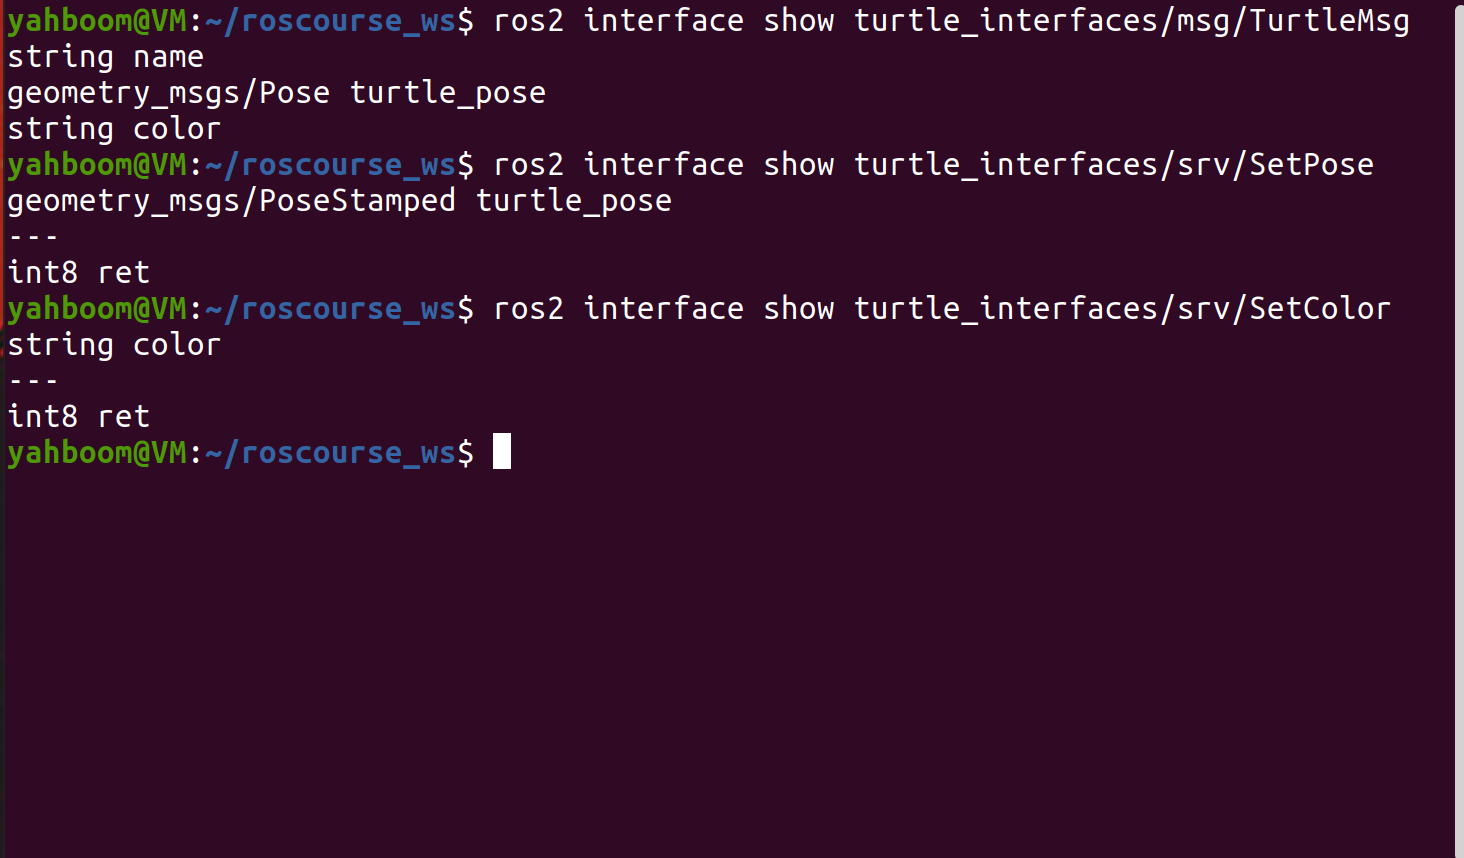 yahboom@VM:~/roscourse_ws$ ros2 interface show turtle_interfaces/msg/TurtleMsg
string name
geometry_msgs/Pose turtle_pose
string color
yahboom@VM:~/roscourse_ws$ ros2 interface show turtle_interfaces/srv/SetPose
geometry_msgs/PoseStamped turtle_pose
---
int8 ret
yahboom@VM:~/roscourse_ws$ ros2 interface show turtle_interfaces/srv/SetColor
string color
---
int8 ret
yahboom@VM:~/roscourse_ws$